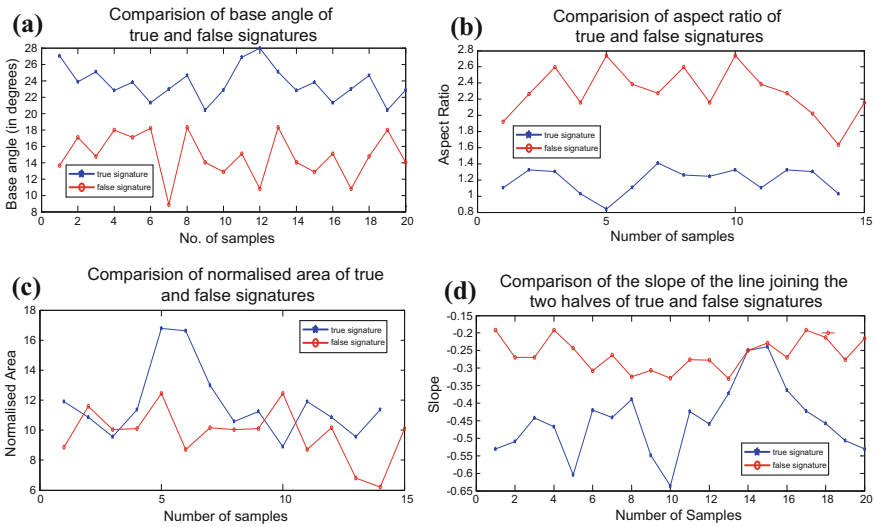 (a)
Comparision of base angle of
true and false signatures
28
26
24
22
20
18
16
14
12
10
8
Base angle (in degrees)
true signature
false signature
0 2 4 6 8 10 12 14 16 18 20
No. of samples
(b)
Comparision of aspect ratio of
true and false signatures
2.8
2.6
2.4
2.2
2
1.8
1.6
1.4
1.2
1
0.8
Aspect Ratio
true signature
false signature
0 5 10 15
Number of samples
(c)
Comparision of normalised area of true
and false signatures
18
16
14
12
10
8
6
Normalised Area
true signature
false signature
0 5 10 15
Number of samples
(d)
Comparison of the slope of the line joining the
two halves of true and false signatures
-0.15
-0.2
-0.25
-0.3
-0.35
-0.4
-0.45
-0.5
-0.55
-0.6
-0.65
Slope
true signature
false signature
0 2 4 6 8 10 12 14 16 18 20
Number of Samples